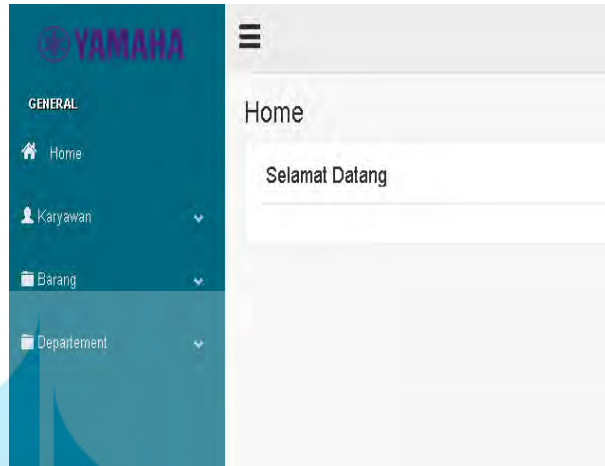 YAMAHA
GENERAL
Home
Karyawan
Barang
Departement
Home
Selamat Datang